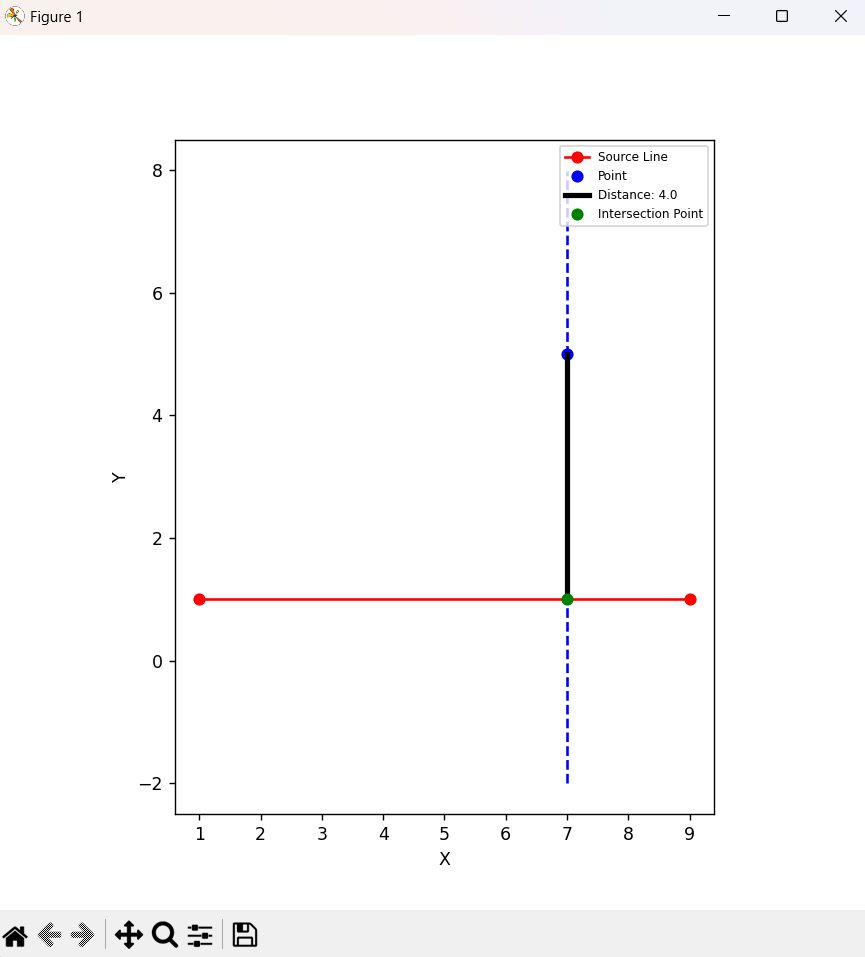 Figure 1
Source Line
Point
Distance: 4.0
Intersection Point
8
6
4
2
0
−2
Y
1 2 3 4 5 6 7 8 9
X